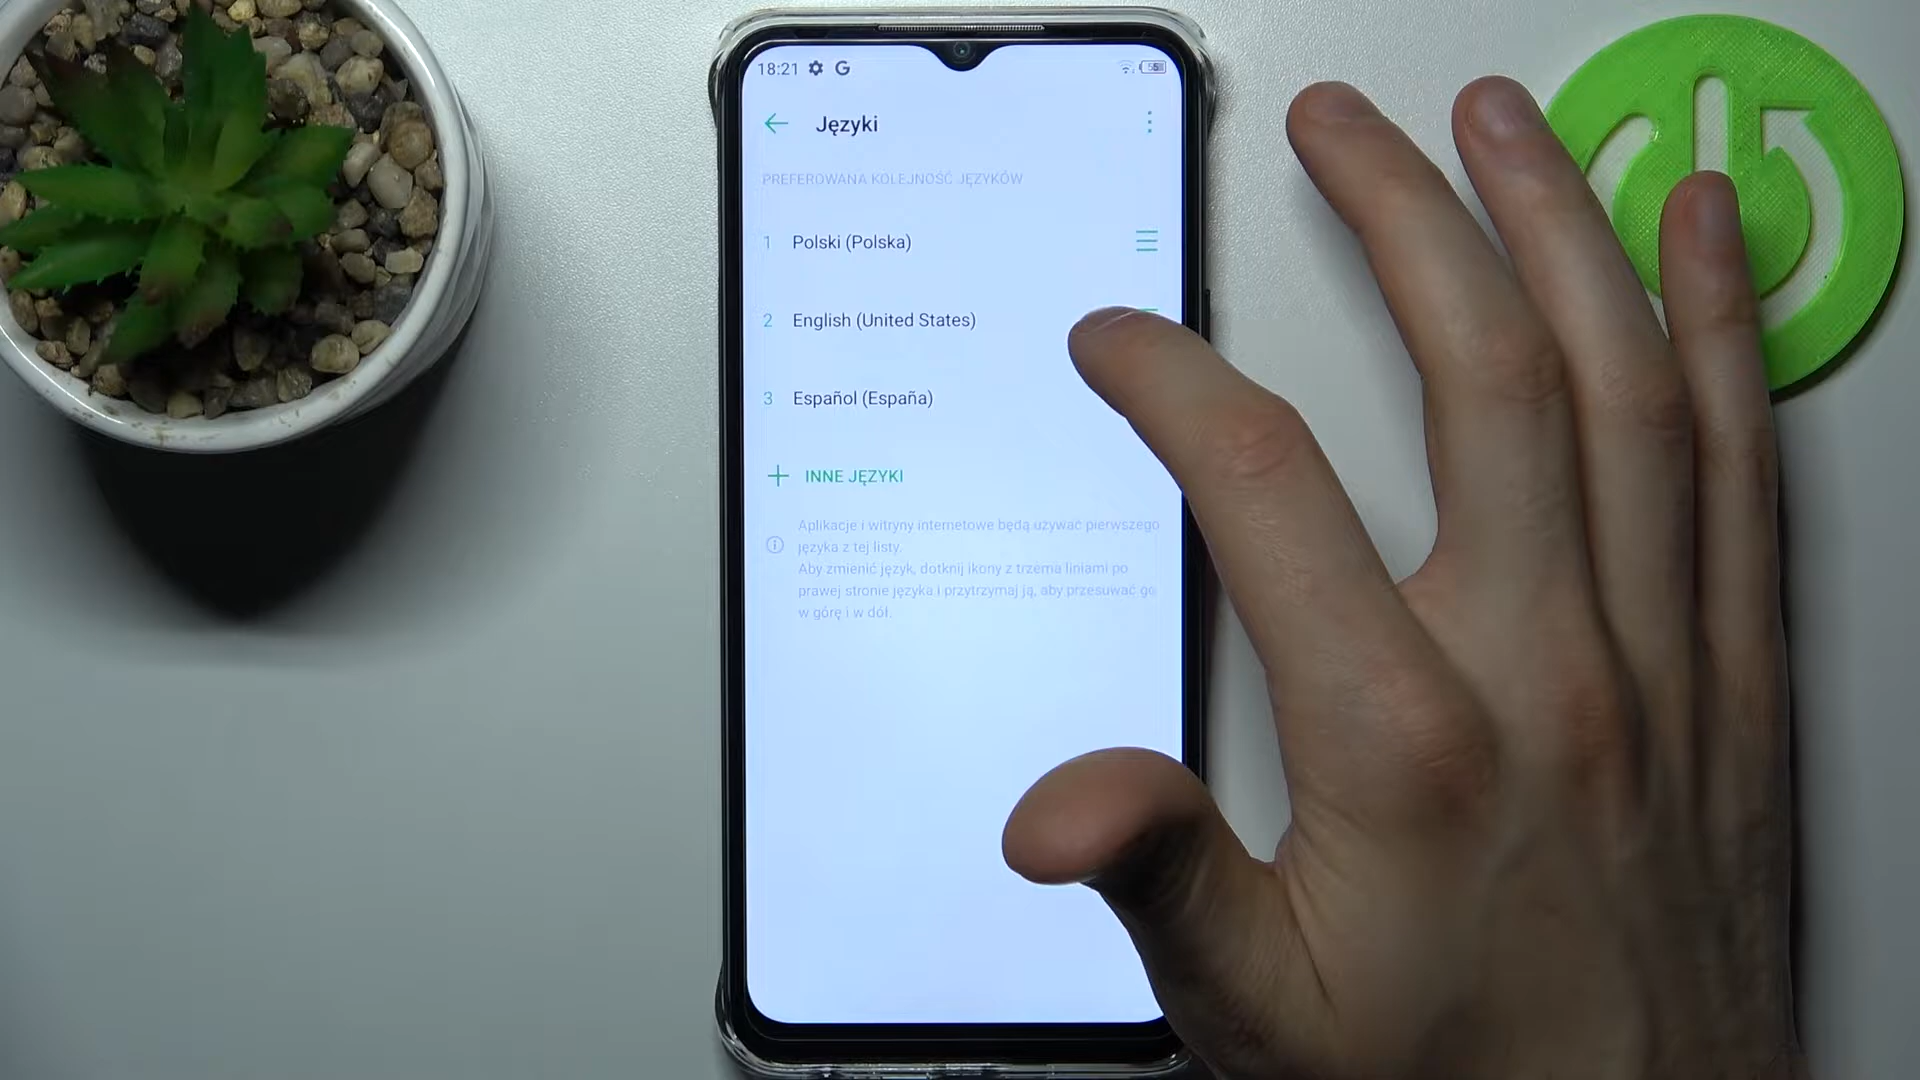 18:21
55
Języki
PREFEROWANA KOLEJNOŚĆ JĘZYKÓW
1 Polski (Polska)
2 English (United States)
3 Español (España)
+ INNE JĘZYKI
Aplikacje i witryny internetowe będą używać pierwszego
języka z tej listy.
Aby zmienić język, dotknij ikony z trzema liniami po
prawej stronie języka i przytrzymaj ją, aby przesuwać go
w górę i w dół.